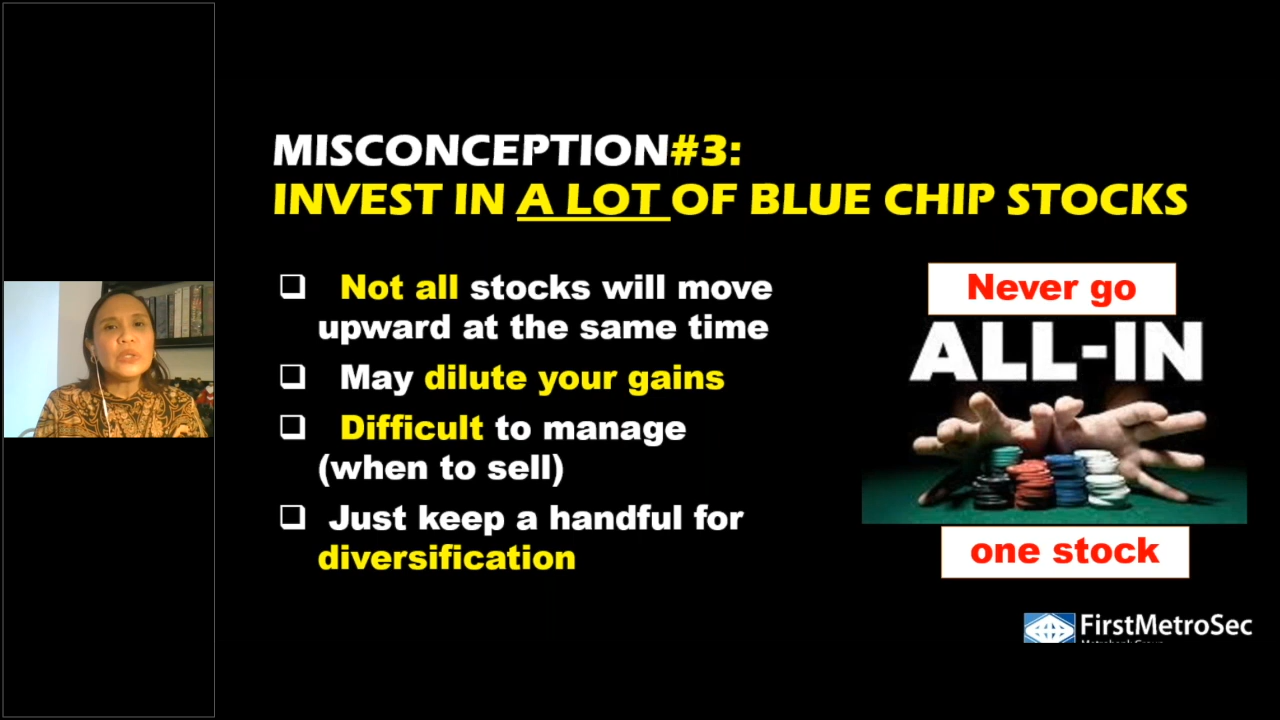 MISCONCEPTION#3:
INVEST IN A LOT OF BLUE CHIP STOCKS
Not all stocks will move
upward at the same time
May dilute your gains
Difficult to manage
(when to sell)
Just keep a handful for
diversification
Never go
ALL-IN
one stock
FirstMetroSec